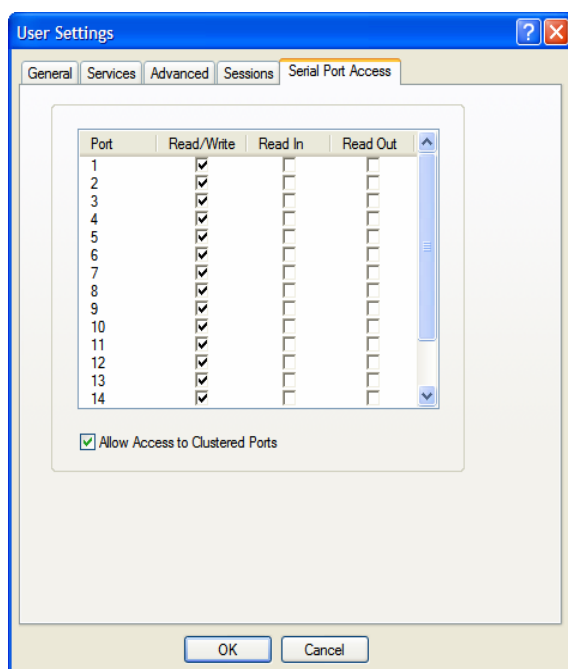 User Settings
General Services Advanced Sessions Serial Port Access
Port Read/Write Read In Read Out
1
2
3
4
5
6
7
8
9
10
11
12
13
14
Allow Access to Clustered Ports
OK Cancel